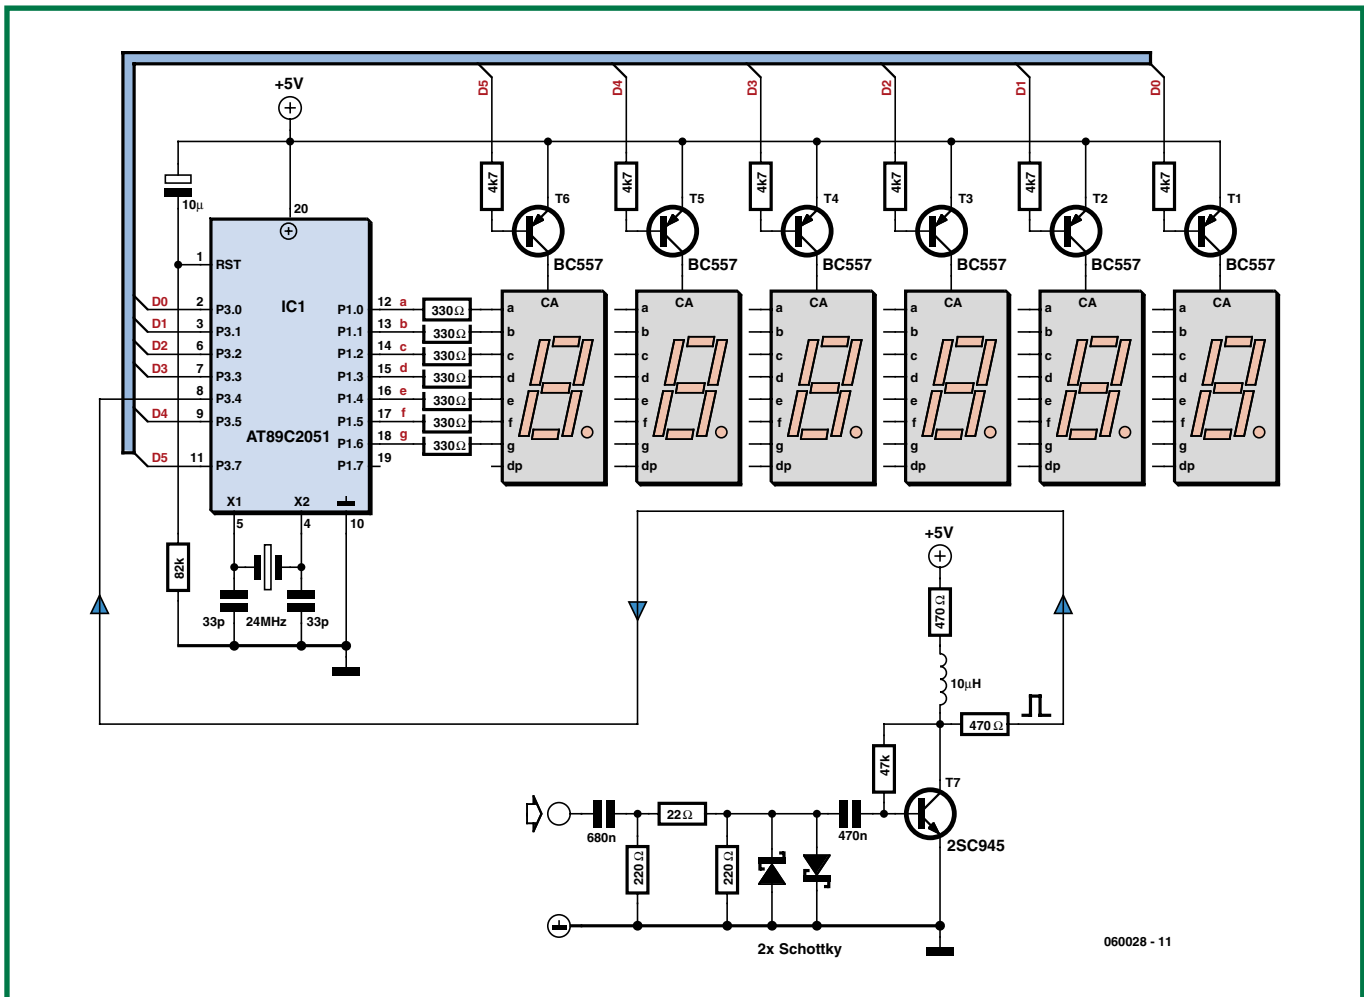 D5 D4 D3 D2 D1 D0
+5V
4k7 4k7 4k7 4k7 4k7 4k7
T6 T5 T4 T3 T2 T1
10µ
20
BC557 BC557 BC557 BC557 BC557 BC557
1 RST
IC1
D0 2 P3.0 P1.0 12 a 330Ω
D1 3 P3.1 P1.1 13 b 330Ω
D2 6 P3.2 P1.2 14 c 330Ω
D3 7 P3.3 P1.3 15 d 330Ω
8 P3.4 P1.4 16 e 330Ω
D4 9 P3.5 P1.5 17 f 330Ω
AT89C2051
P1.6 18 g 330Ω
D5 11 P3.7 P1.7 19
X1 X2
5 4 10
CA CA CA CA CA CA
a a a a a a
b b b b b b
c c c c c c
d d d d d d
e e e e e e
f f f f f f
g g g g g g
dp dp dp dp dp dp
82k
33p 24MHz 33p
+5V
470Ω
10µH
470Ω
47k
T7
2SC945
680n
22Ω
470n
220Ω
220Ω
2x Schottky
060028 - 11